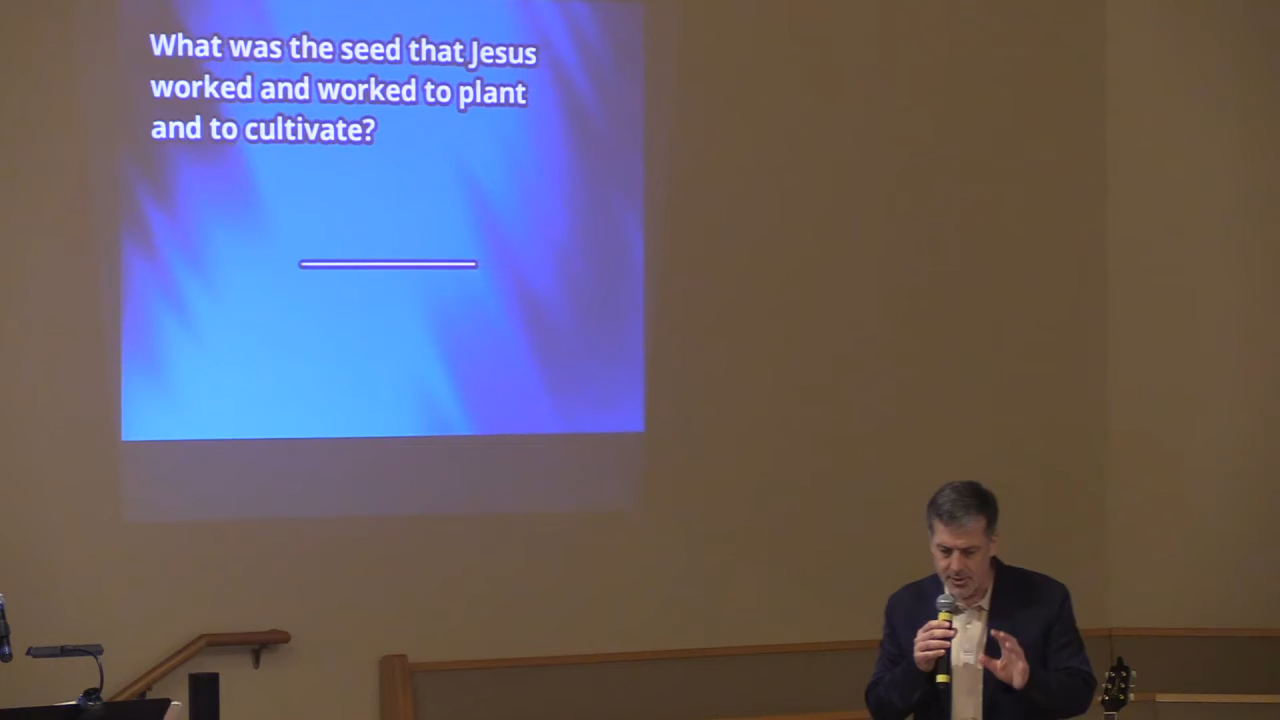 What was the seed that Jesus
worked and worked to plant
and to cultivate?